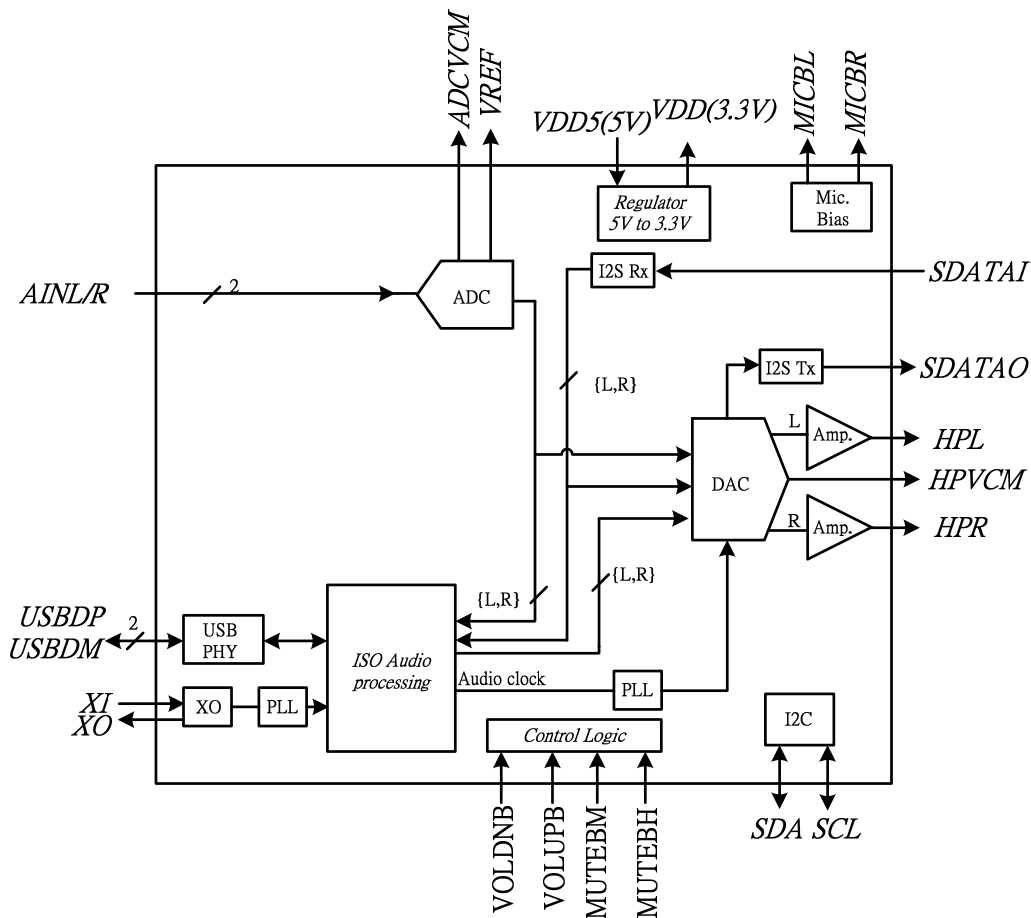 ADCVCM
VREF
VDD5(5V)
VDD(3.3V)
MICBL
MICBR
Regulator
5V to 3.3V
Mic.
Bias
I2S Rx
SDATAI
AINL/R
2
ADC
{L,R}
I2S Tx
SDATAO
L
Amp.
HPL
DAC
HPVCM
R
Amp.
HPR
{L,R}
{L,R}
USBDP
USBDM
2
USB
PHY
ISO Audio
processing
Audio clock
PLL
XI
XO
XO
PLL
Control Logic
I2C
VOLDNB
VOLUPB
MUTEBM
MUTEBH
SDA
SCL